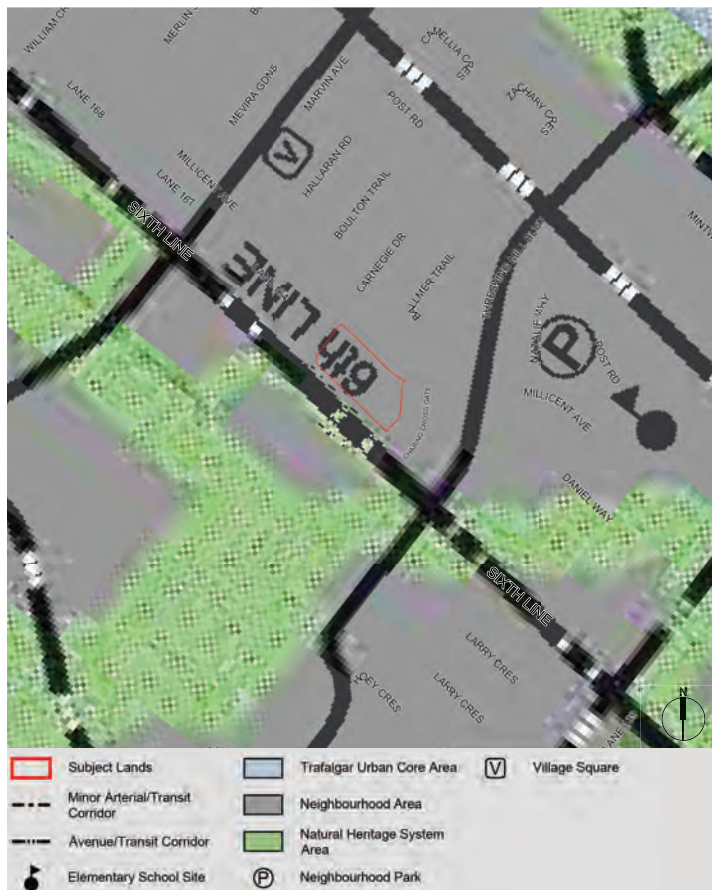 WILLIAM
MERLIN
CAMELLIA CRES
LANE 168
MEVIRA GDNS
MARVIN AVE
POST RD
ZACHARY CRES
V
HALLARAN RD
MILLICENT AVE
LANE 167
BOULTON TRAIL
SIXTH LINE
CARNEGIE DR
6th LINE
NATALIE WAY
P
POST RD
MILLICENT AVE
CHARING CROSS GATE
DANIEL WAY
SIXTH LINE
LARRY CRES
LARRY CRES
N
Subject Lands
Trafalgar Urban Core Area
V Village Square
Minor Arterial/Transit
Corridor
Neighbourhood Area
Avenue/Transit Corridor
Natural Heritage System
Area
Elementary School Site
P Neighbourhood Park